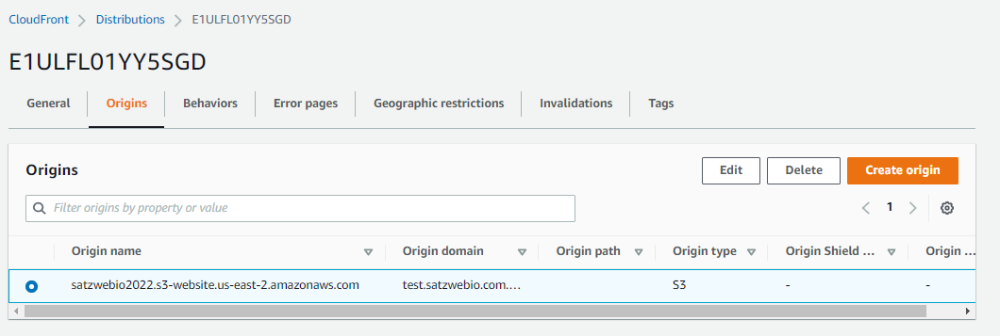 CloudFront > Distributions > E1ULFL01YY5SGD
E1ULFL01YY5SGD
General Origins Behaviors Error pages Geographic restrictions Invalidations Tags
Origins Edit Delete Create origin
Filter origins by property or value 1
Origin name Origin domain Origin path Origin type Origin Shield ... Origin ...
satzwebio2022.s3-website.us-east-2.amazonaws.com test.satzwebio.com.... S3 - -